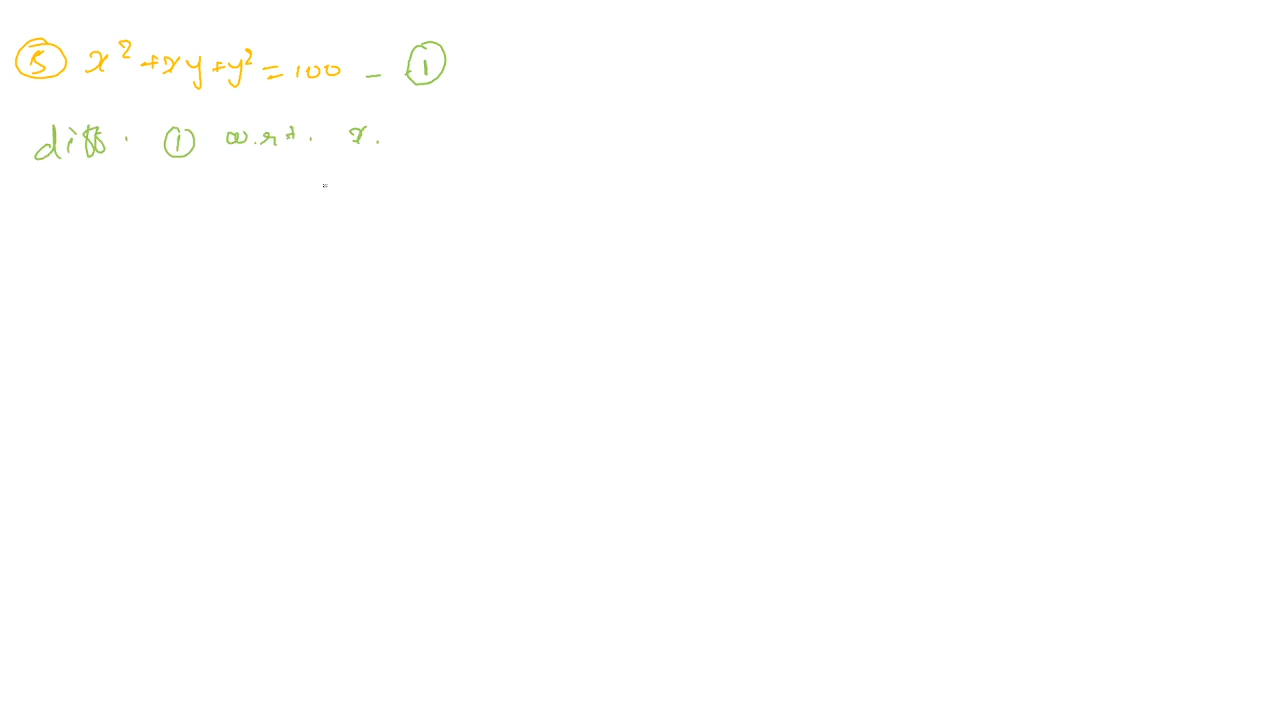 ⑤ x² + xy + y² = 100 – ①
diff. ① w.r.t. x.